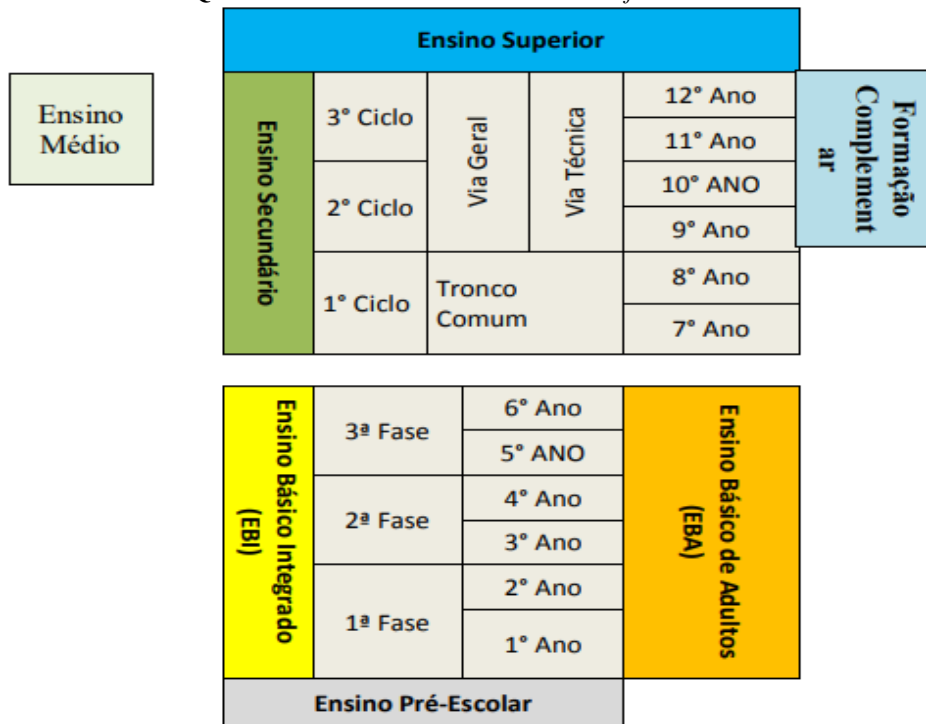 Ensino Superior
Ensino
Médio
Ensino Secundário
3° Ciclo
2° Ciclo
1° Ciclo
Via Geral
Via Técnica
Tronco
Comum
12° Ano
11° Ano
10° ANO
9° Ano
8° Ano
7° Ano
Formação
Complement
ar
Ensino Básico Integrado
(EBI)
3ª Fase
2ª Fase
1ª Fase
6° Ano
5° ANO
4° Ano
3° Ano
2° Ano
1° Ano
Ensino Básico de Adultos
(EBA)
Ensino Pré-Escolar